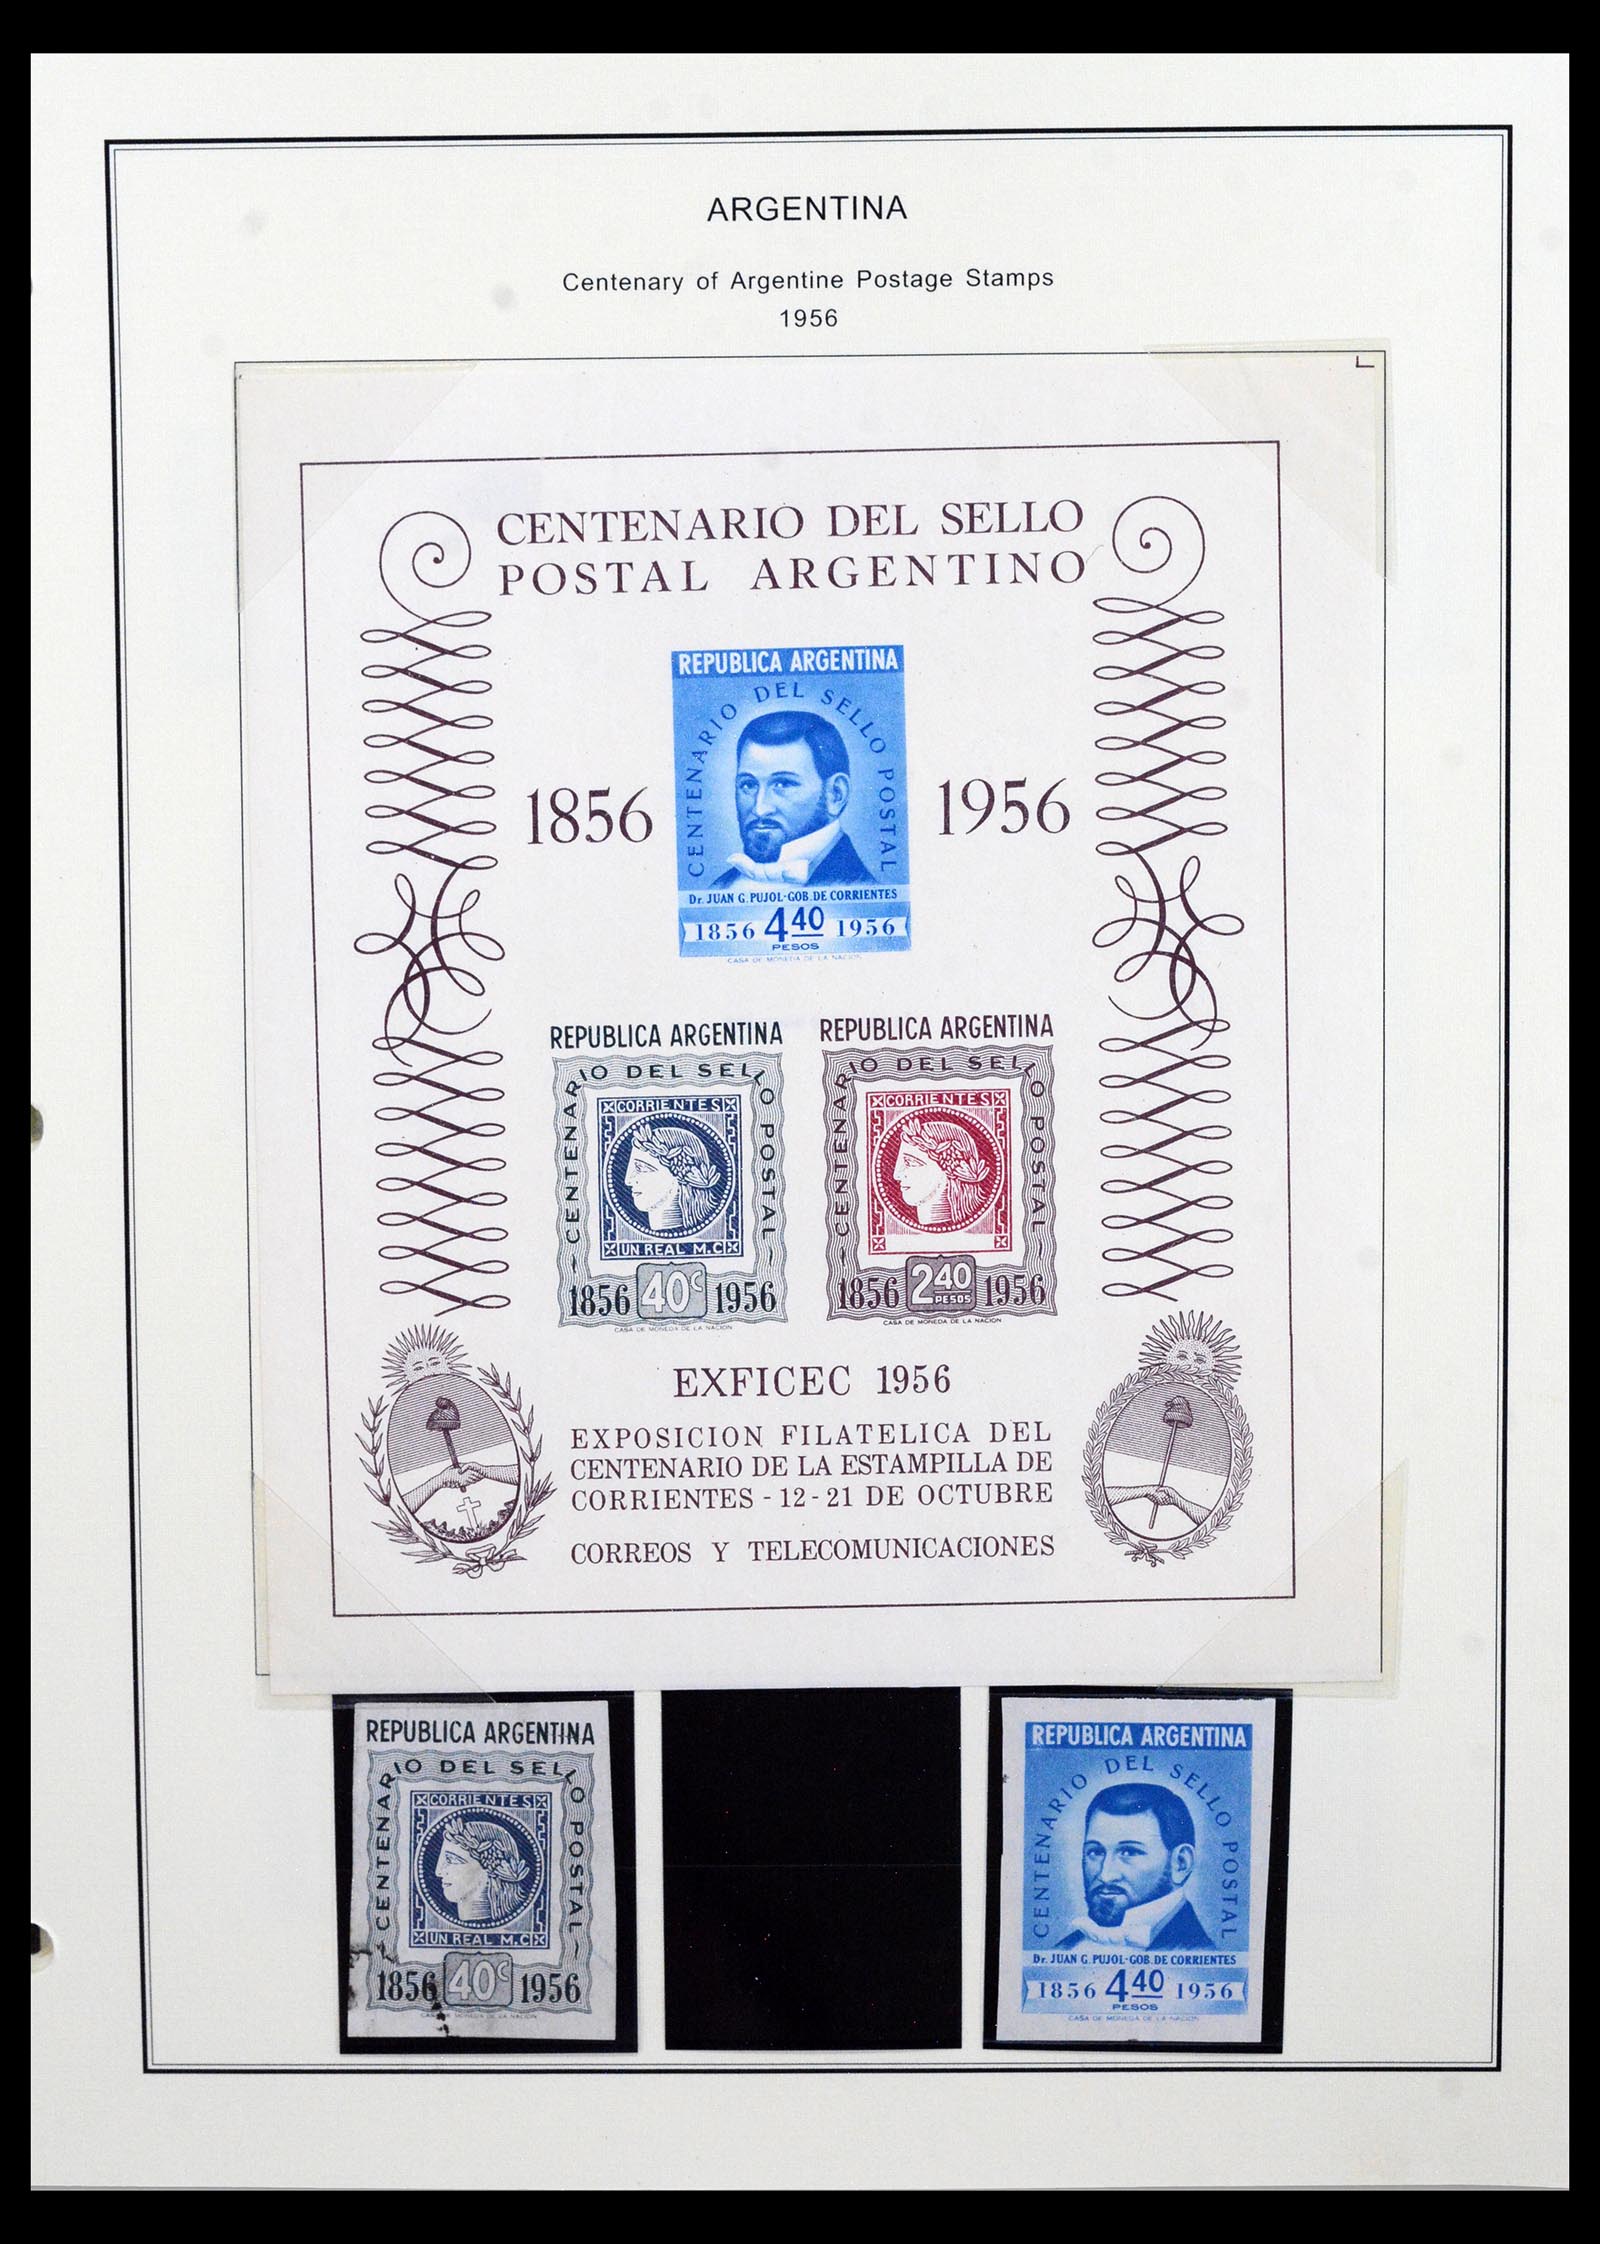 ARGENTINA
Centenary of Argentine Postage Stamps
1956
CENTENARIO DEL SELLO
POSTAL ARGENTINO
1856
1956
REPUBLICA ARGENTINA
CENTENARIO DEL SELLO POSTAL
Dr. JUAN G. PUJOL-GOB. DE CORRIENTES
1856 4 40 1956
PESOS
CASA DE MONEDA DE LA NACION
REPUBLICA ARGENTINA
CENTENARIO DEL SELLO POSTAL
CORRIENTES
UN REAL M.C
1856 40c 1956
CASA DE MONEDA DE LA NACION
REPUBLICA ARGENTINA
CENTENARIO DEL SELLO POSTAL
CORRIENTES
1856 2 40 1956
PESOS
CASA DE MONEDA DE LA NACION
EXFICEC 1956
EXPOSICION FILATELICA DEL
CENTENARIO DE LA ESTAMPILLA DE
CORRIENTES - 12 - 21 DE OCTUBRE
CORREOS Y TELECOMUNICACIONES
REPUBLICA ARGENTINA
CENTENARIO DEL SELLO POSTAL
CORRIENTES
UN REAL M.C
1856 40c 1956
CASA DE MONEDA DE LA NACION
REPUBLICA ARGENTINA
CENTENARIO DEL SELLO POSTAL
Dr. JUAN G. PUJOL-GOB. DE CORRIENTES
1856 4 40 1956
PESOS
CASA DE MONEDA DE LA NACION